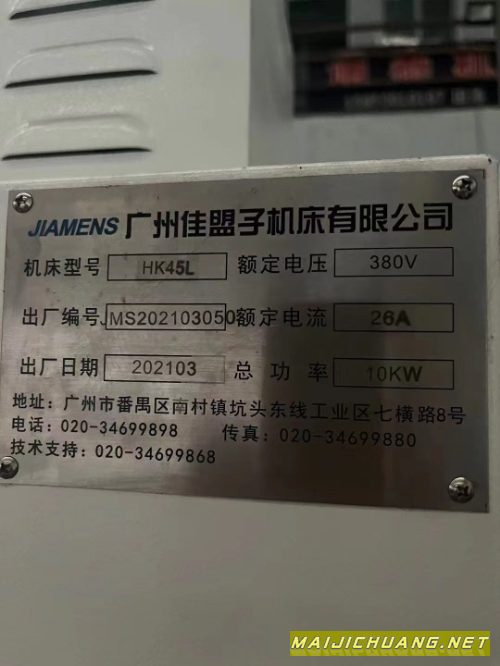 JIAMENS 广州佳盟子机床有限公司
机床型号 HK45L 额定电压 380V
出厂编号 JMS202103050 额定电流 26A
出厂日期 202103 总功率 10KW
地址: 广州市番禺区南村镇坑头东线工业区七横路8号
电话: 020-34699898 传真: 020-34699880
技术支持: 020-34699868
MAIJICHUANG.NET